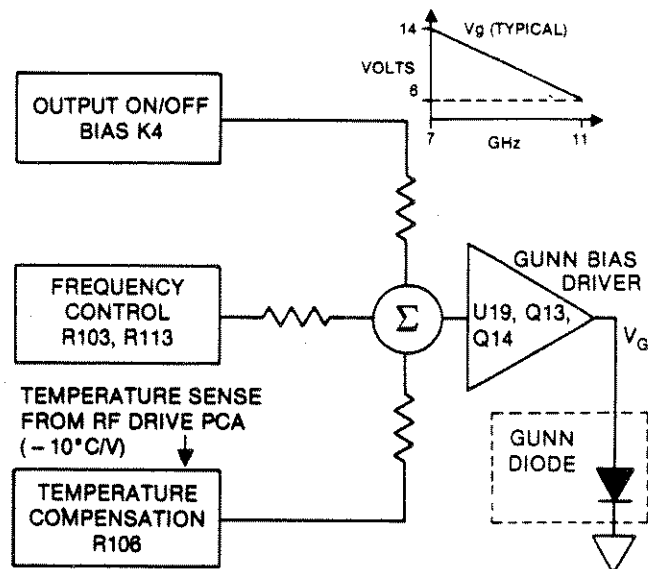 14
Vg (TYPICAL)
VOLTS
6
7
11
GHz
OUTPUT ON/OFF
BIAS K4
FREQUENCY
CONTROL
R103, R113
Σ
GUNN BIAS
DRIVER
U19, Q13,
Q14
VG
TEMPERATURE SENSE
FROM RF DRIVE PCA
(−10°C/V)
TEMPERATURE
COMPENSATION
R106
GUNN
DIODE